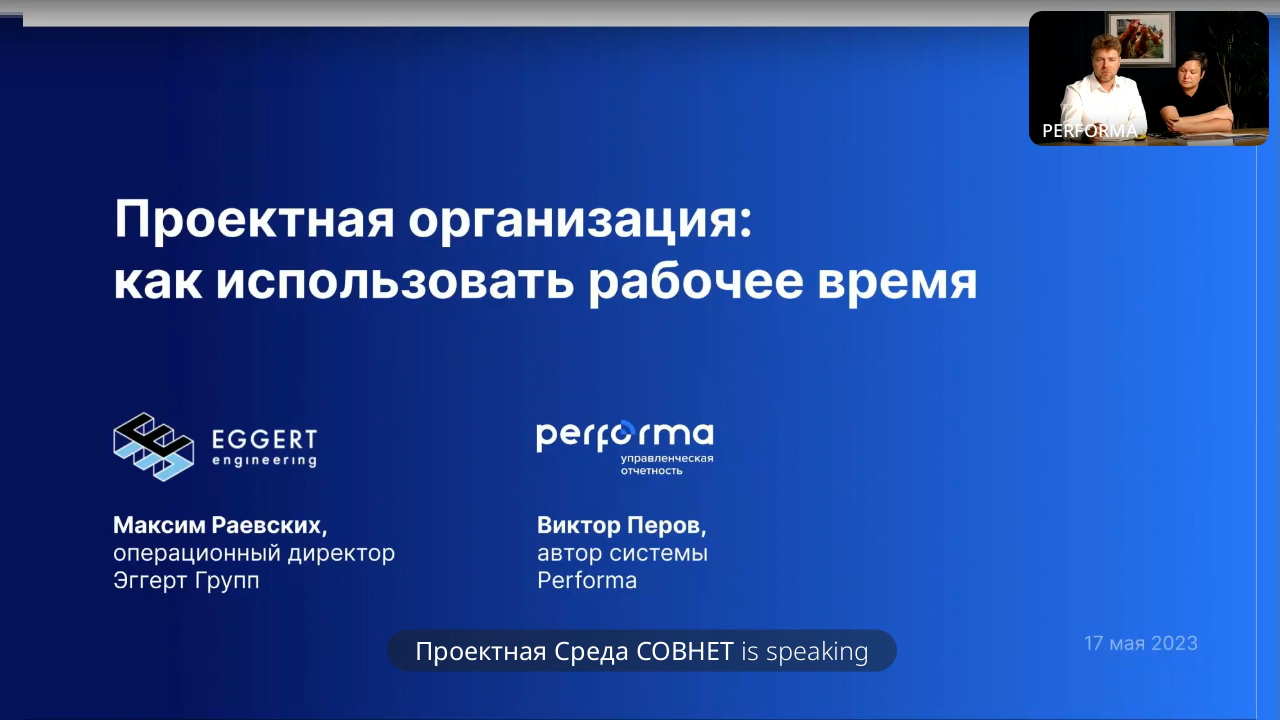 PERFORMA
Проектная организация:
как использовать рабочее время
EGGERT
engineering
performa
управленческая
отчетность
Максим Раевских,
операционный директор
Эггерт Групп
Виктор Перов,
автор системы
Performa
Проектная Среда СОВНЕТ is speaking
17 мая 2023